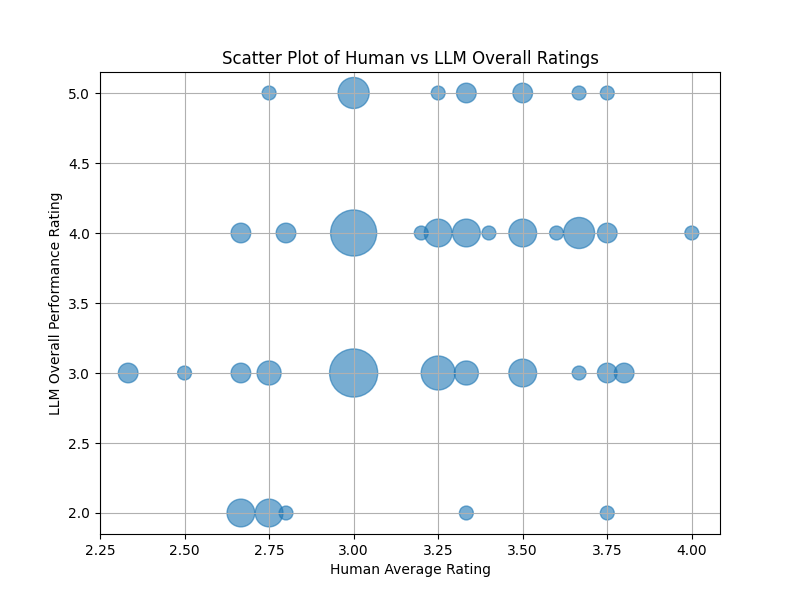 Scatter Plot of Human vs LLM Overall Ratings
5.0
4.5
4.0
3.5
3.0
2.5
2.0
LLM Overall Performance Rating
2.25 2.50 2.75 3.00 3.25 3.50 3.75 4.00
Human Average Rating